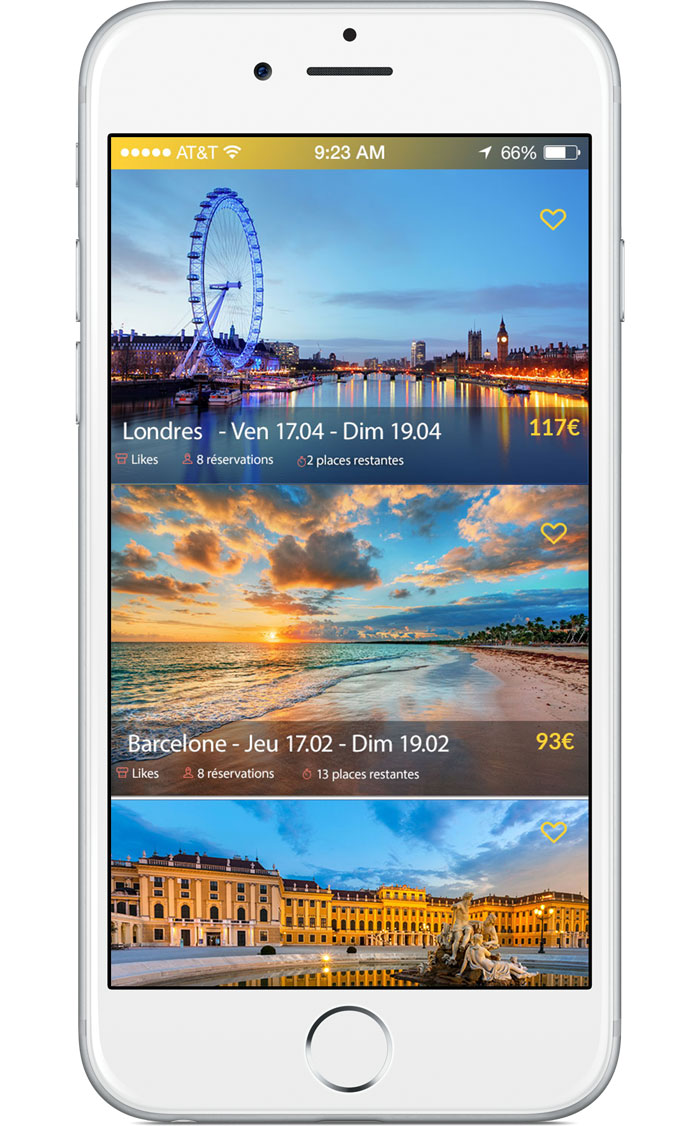 AT&T 9:23 AM 66%
Londres - Ven 17.04 - Dim 19.04 117€
Likes 8 réservations 2 places restantes
Barcelone - Jeu 17.02 - Dim 19.02 93€
Likes 8 réservations 13 places restantes